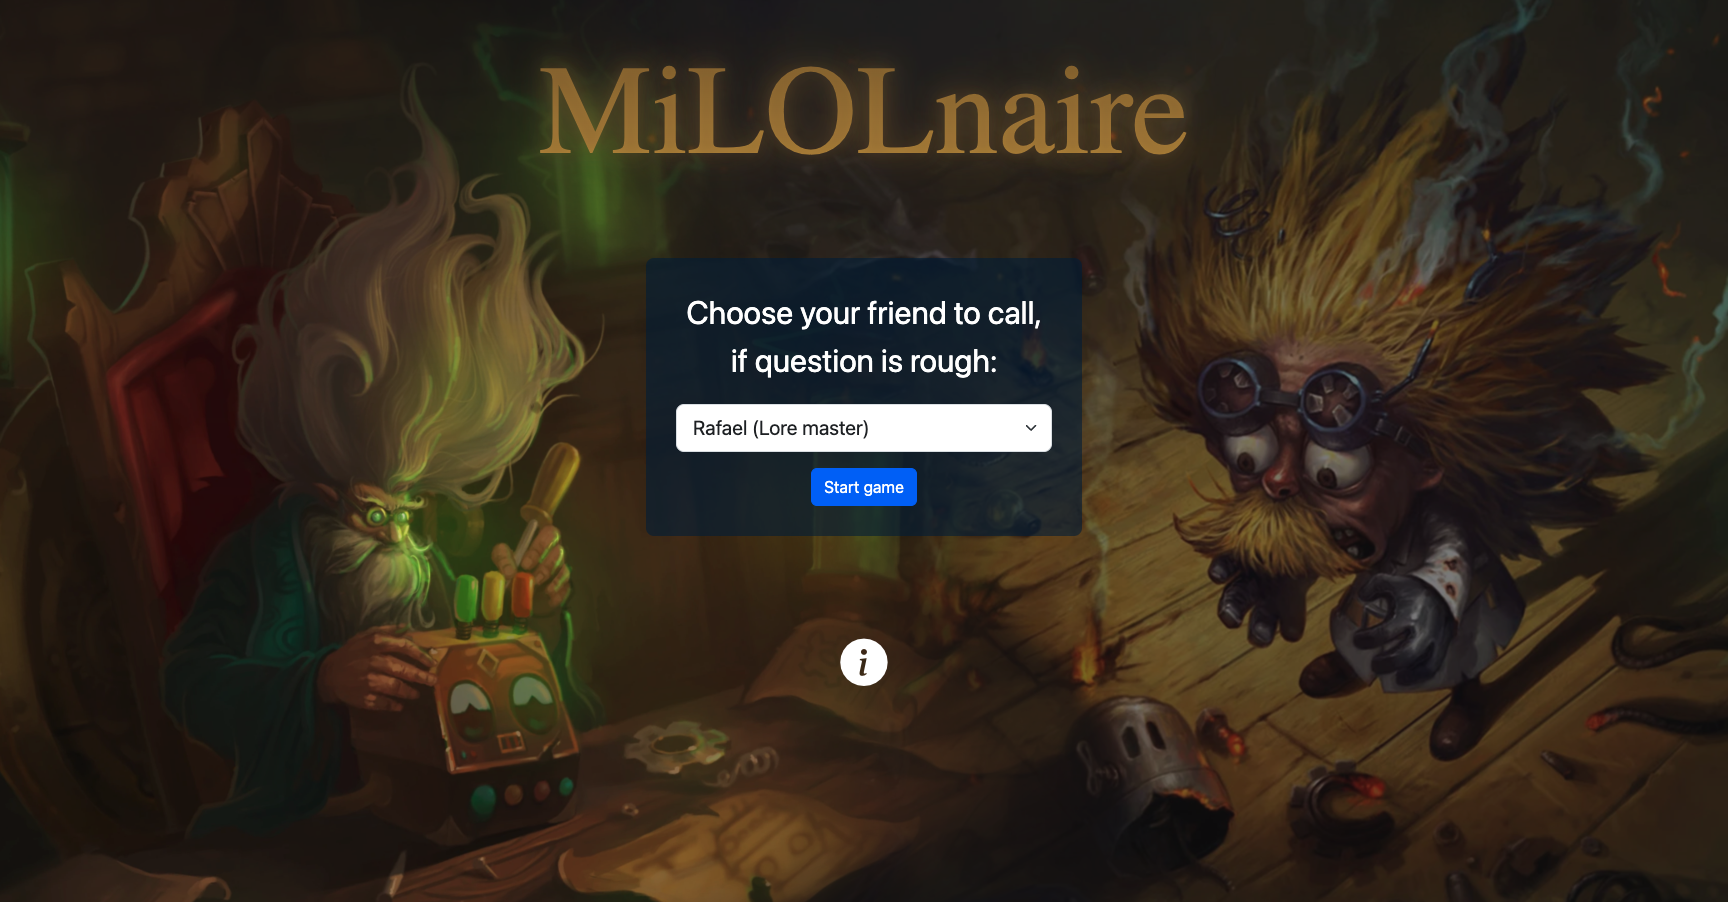 MiLOLnaire
Choose your friend to call,
if question is rough:
Rafael (Lore master)
Start game
i